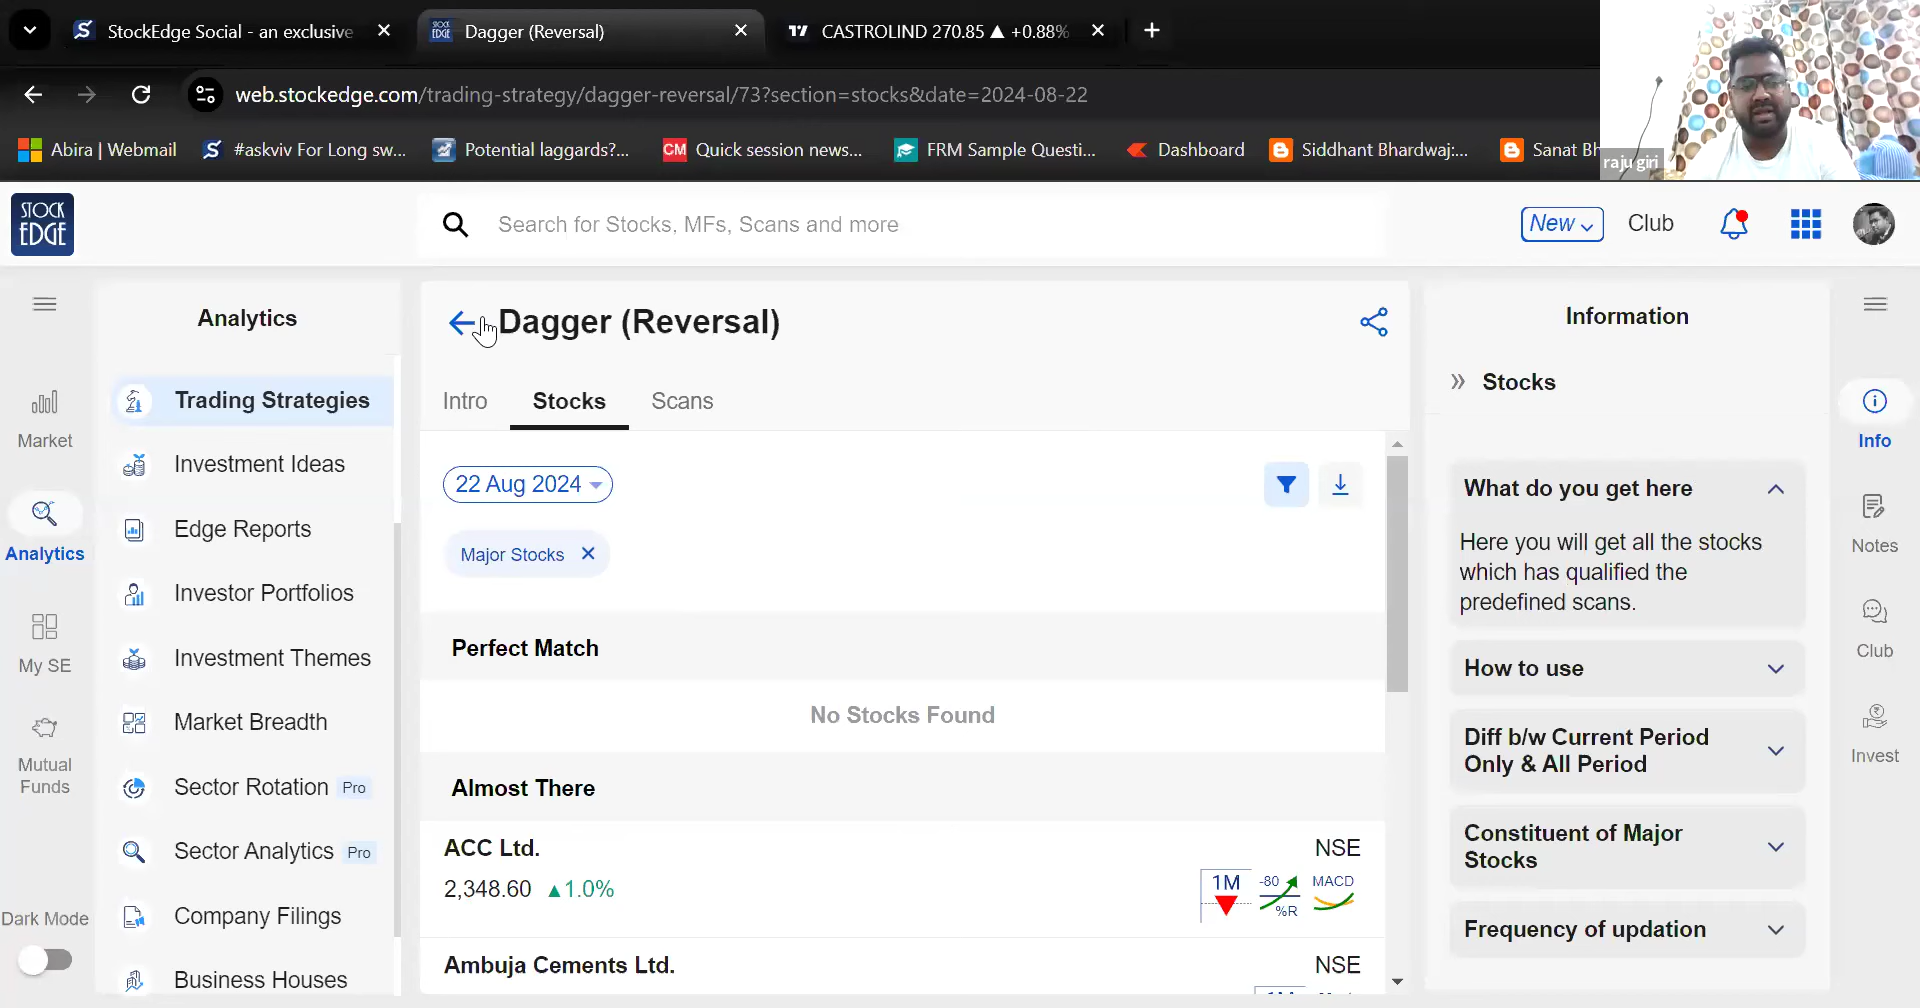 StockEdge Social - an exclusive
Dagger (Reversal)
CASTROLIND 270.85 ▲ +0.88%
web.stockedge.com/trading-strategy/dagger-reversal/73?section=stocks&date=2024-08-22
Abira | Webmail
#askviv For Long sw...
Potential laggards?...
CM Quick session news...
FRM Sample Questi...
Dashboard
Siddhant Bhardwaj:...
Sanat Bh
raju giri
STOCK
EDGE
Search for Stocks, MFs, Scans and more
New
Club
Market
Analytics
My SE
Mutual
Funds
Dark Mode
Analytics
Trading Strategies
Investment Ideas
Edge Reports
Investor Portfolios
Investment Themes
Market Breadth
Sector Rotation Pro
Sector Analytics Pro
Company Filings
Business Houses
Dagger (Reversal)
Intro Stocks Scans
22 Aug 2024
Major Stocks ✕
Perfect Match
No Stocks Found
Almost There
ACC Ltd. NSE
2,348.60 ▲1.0%
1M
-80
%R
MACD
Ambuja Cements Ltd. NSE
Information
Stocks
What do you get here
Here you will get all the stocks
which has qualified the
predefined scans.
How to use
Diff b/w Current Period
Only & All Period
Constituent of Major
Stocks
Frequency of updation
Info
Notes
Club
Invest